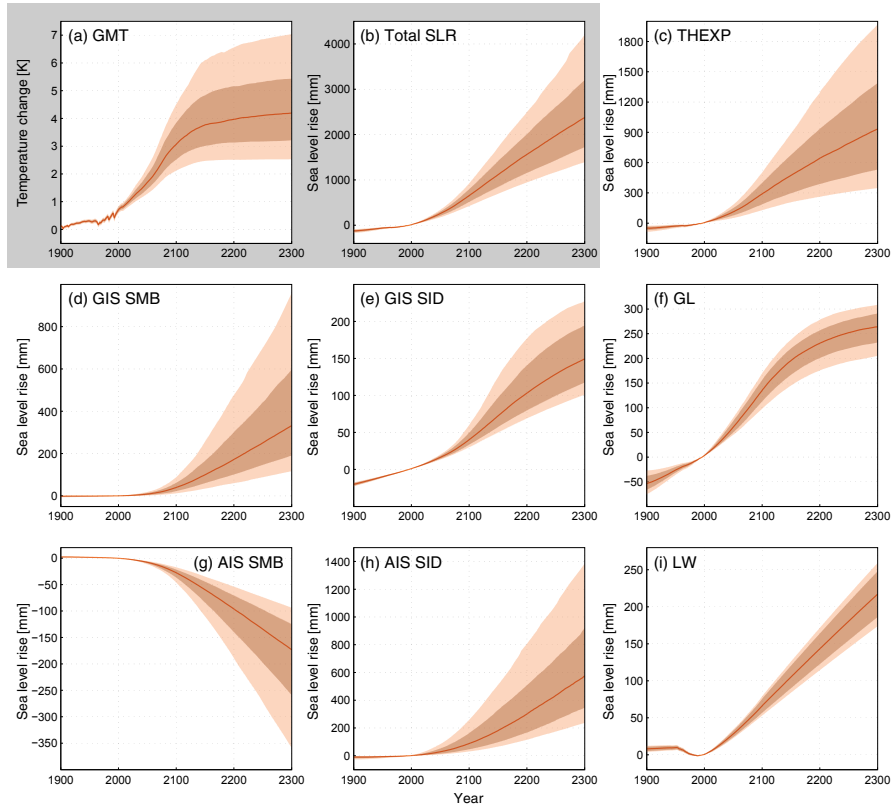 (a) GMT
Temperature change [K]
7
6
5
4
3
2
1
0
1900 2000 2100 2200 2300
(b) Total SLR
Sea level rise [mm]
4000
3000
2000
1000
0
1900 2000 2100 2200 2300
(c) THEXP
Sea level rise [mm]
1800
1500
1200
900
600
300
0
1900 2000 2100 2200 2300
(d) GIS SMB
Sea level rise [mm]
800
600
400
200
0
1900 2000 2100 2200 2300
(e) GIS SID
Sea level rise [mm]
200
150
100
50
0
1900 2000 2100 2200 2300
(f) GL
Sea level rise [mm]
300
250
200
150
100
50
0
−50
1900 2000 2100 2200 2300
(g) AIS SMB
Sea level rise [mm]
0
−50
−100
−150
−200
−250
−300
−350
1900 2000 2100 2200 2300
(h) AIS SID
Sea level rise [mm]
1400
1200
1000
800
600
400
200
0
1900 2000 2100 2200 2300
Year
(i) LW
Sea level rise [mm]
250
200
150
100
50
0
1900 2000 2100 2200 2300